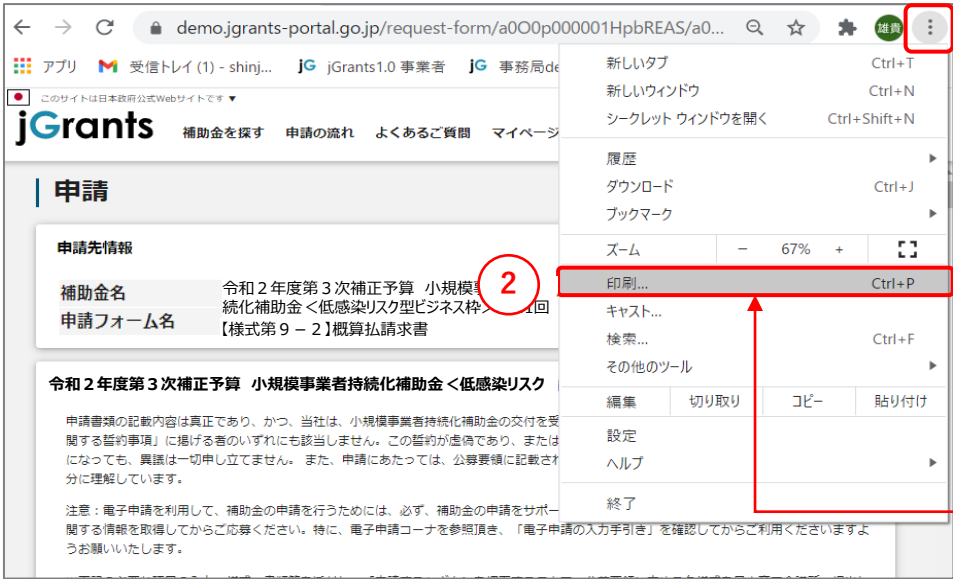 demo.jgrants-portal.go.jp/request-form/a0O0p000001HpbREAS/a0...
雄貴
アプリ
受信トレイ (1) - shinj...
jG jGrants1.0 事業者
jG 事務局de
このサイトは日本政府公式Webサイトです ▼
jGrants
補助金を探す 申請の流れ よくあるご質問 マイページ
申請
申請先情報
補助金名
令和２年度第３次補正予算 小規模
続化補助金＜低感染リスク型ビジネス枠 回
申請フォーム名
【様式第９－２】概算払請求書
令和２年度第３次補正予算 小規模事業者持続化補助金＜低感染リスク
申請書類の記載内容は真正であり、かつ、当社は、小規模事業者持続化補助金の交付を受
関する誓約事項」に掲げる者のいずれにも該当しません。この誓約が虚偽であり、または
になっても、異議は一切申し立てません。 また、申請にあたっては、公募要領に記載され
分に理解しています。
注意：電子申請を利用して、補助金の申請を行うためには、必ず、補助金の申請をサポー
関する情報を取得してからご応募ください。特に、電子申請コーナを参照頂き、「電子申請の入力手引き」を確認してからご利用くださいますよ
うお願いいたします。
新しいタブ Ctrl+T
新しいウィンドウ Ctrl+N
シークレット ウィンドウを開く Ctrl+Shift+N
履歴
ダウンロード Ctrl+J
ブックマーク
ズーム － 67% ＋
2
印刷... Ctrl+P
キャスト...
検索... Ctrl+F
その他のツール
編集 切り取り コピー 貼り付け
設定
ヘルプ
終了